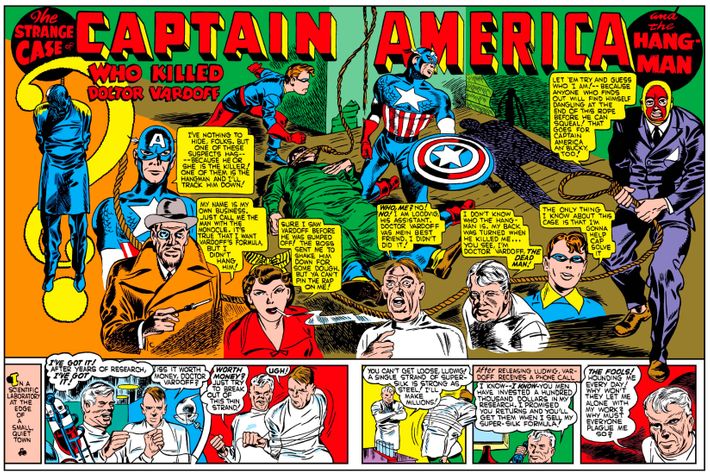 The
STRANGE
CASE OF
CAPTAIN AMERICA
and
the
HANG-
MAN
WHO KILLED
DOCTOR VARDOFF
I'VE NOTHING TO
HIDE, FOLKS. BUT
ONE OF THESE
SUSPECTS HAS--
--BECAUSE HE OR
SHE IS THE KILLER!
ONE OF THEM IS THE
HANGMAN AND I'LL
TRACK HIM DOWN!
LET 'EM TRY AND GUESS
WHO I AM!-- BECAUSE
ANYONE WHO FINDS
OUT WILL FIND HIMSELF
DANGLING AT THE
END OF THIS ROPE
BEFORE HE CAN
SQUEAL! THAT
GOES FOR
CAPTAIN
AMERICA
AN' BUCKY,
TOO!
MY NAME IS MY
OWN BUSINESS.
JUST CALL ME THE
MAN WITH THE
MONOCLE. IT'S
TRUE THAT I WANT
VARDOFF'S FORMULA,
BUT I
DIDN'T
HANG
HIM!
SURE I SAW
VARDOFF BEFORE
HE WAS BUMPED
OFF! THE BOSS
SENT ME TO
SHAKE HIM
DOWN FOR
SOME DOUGH.
BUT YA CAN'T
PIN THE RAP
ON ME!
WHO, ME? NO!
NO! I AM LOODVIG,
HIS ASSISTANT.
DOCTOR VARDOFF
VAS MEIN BEST
FRIEND, I DIDN'T
DO IT!
I DON'T KNOW
WHO THE HANG-
MAN IS. MY BACK
WAS TURNED WHEN
HE KILLED ME...
YOU SEE, I'M
DOCTOR VARDOFF. THE
DEAD
MAN!
THE ONLY THING
I KNOW ABOUT THIS
CASE IS THAT I'M
GONNA
HELP
CAP
SOLVE
IT
IN A
SCIENTIFIC
LABORATORY
AT THE
EDGE
OF A
SMALL,
QUIET
TOWN
I'VE GOT IT!
AFTER YEARS OF RESEARCH,
I'VE GOT
IT!
ISS IT WORTH
MONEY, DOCTOR
VARDOFF?
WORTH
MONEY?
JUST TRY
TO BREAK
OUT OF
THIS THIN
STRAND!
UGH!
YOU CAN'T GET LOOSE, LUDWIG!
A SINGLE STRAND OF SUPER-
SILK IS STRONG AS
STEEL! I'LL
MAKE
MILLIONS!
After RELEASING LUDWIG, VAR-
DOFF RECEIVES A PHONE CALL
I KNOW--I KNOW--YOU MEN
HAVE INVESTED A HUNDRED
THOUSAND DOLLARS IN MY
RESEARCH. I PROMISED
YOU RETURNS AND YOU'LL
GET THEM WHEN I SELL MY
SUPER-SILK FORMULA!
THE FOOLS!
HOUNDING ME
EVERY DAY!
WHY WON'T
THEY LET ME
ALONE WITH
MY WORK?
WHY MUST
EVERYONE
PLAGUE ME
SO?